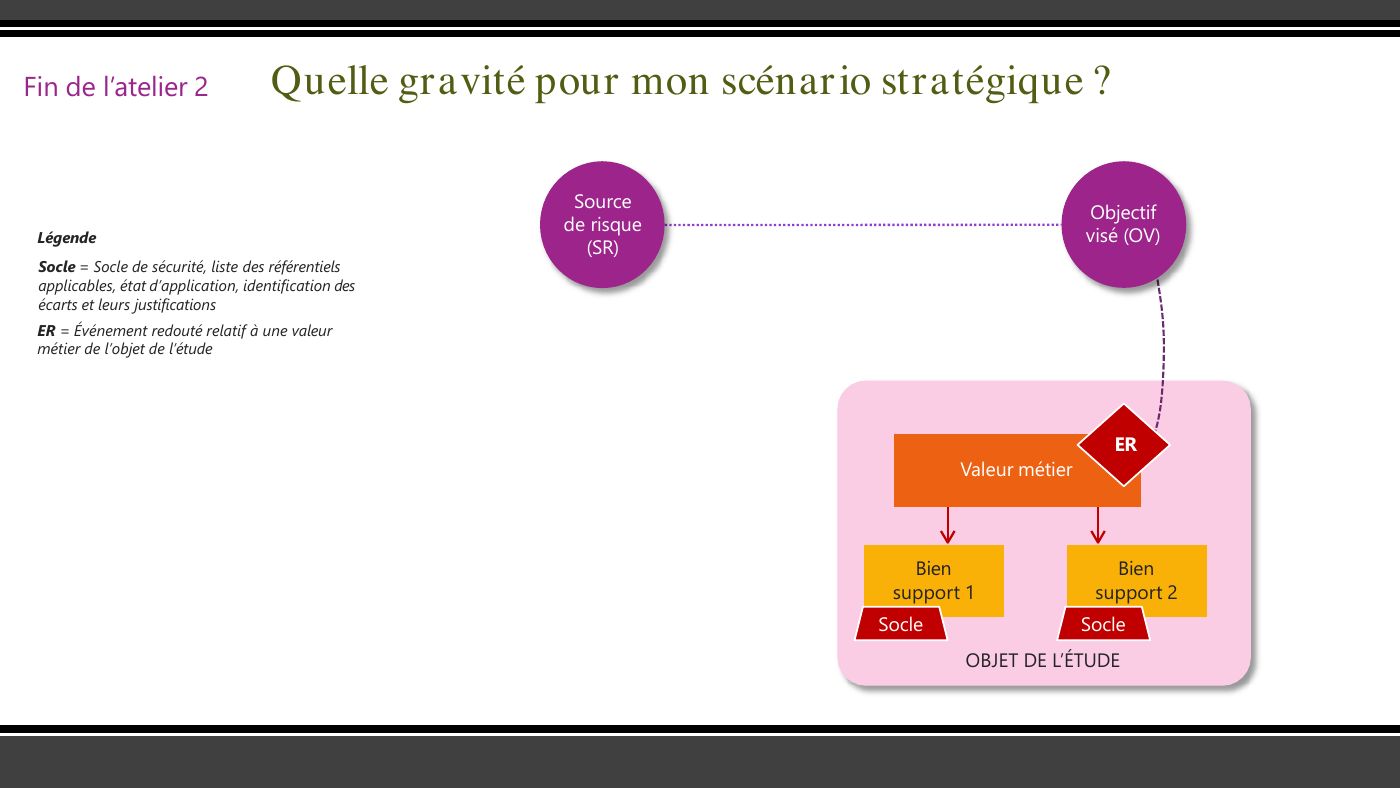 Fin de l’atelier 2
Quelle gravité pour mon scénario stratégique ?
Source
de risque
(SR)
Objectif
visé (OV)
Légende
Socle = Socle de sécurité, liste des référentiels
applicables, état d’application, identification des
écarts et leurs justifications
ER = Événement redouté relatif à une valeur
métier de l’objet de l’étude
ER
Valeur métier
Bien
support 1
Bien
support 2
Socle
Socle
OBJET DE L’ÉTUDE